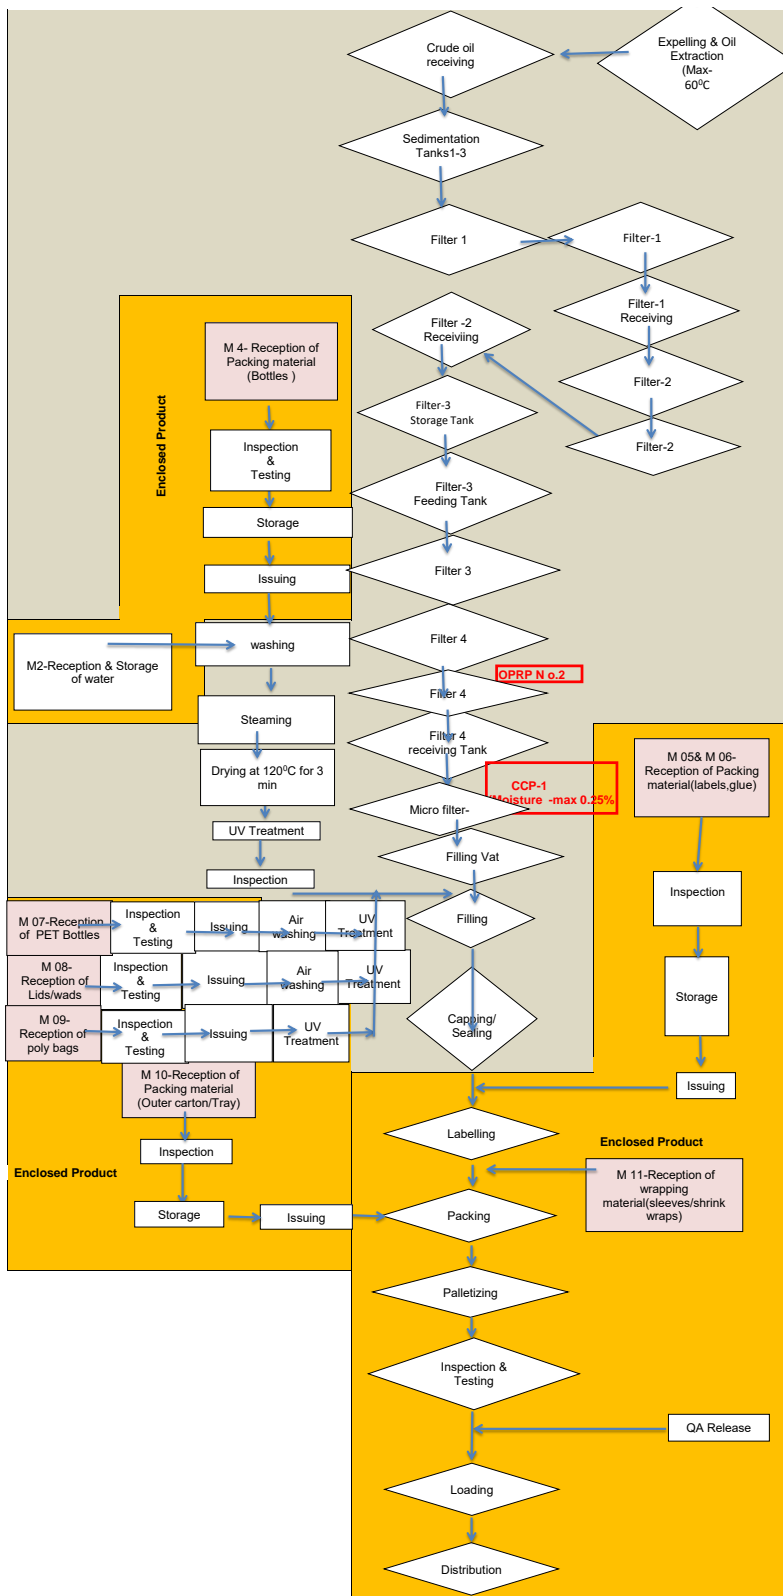 Crude oil
receiving
Expelling & Oil
Extraction
(Max-
60⁰C
Sedimentation
Tanks1-3
Filter 1
Filter-1
Filter-1
Receiving
Filter -2
Receviing
Filter-2
Filter-2
Filter-3
Storage Tank
Filter-3
Feeding Tank
Filter 3
Filter 4
OPRP N o.2
Filter 4
Filter 4
receiving Tank
CCP-1
Moisture -max 0.25%
Micro filter-
Filling Vat
Filling
Capping/
Sealing
Enclosed Product
M 4- Reception of
Packing material
(Bottles )
Inspection
&
Testing
Storage
Issuing
M2-Reception & Storage
of water
washing
Steaming
Drying at 120⁰C for 3
min
UV Treatment
Inspection
M 07-Reception
of PET Bottles
Inspection
&
Testing
Issuing
Air
washing
UV
Treatment
M 08-
Reception of
Lids/wads
Inspection
&
Testing
Issuing
Air
washing
UV
Treatment
M 09-
Reception of
poly bags
Inspection
&
Testing
Issuing
UV
Treatment
M 10-Reception of
Packing material
(Outer carton/Tray)
Inspection
Enclosed Product
Storage
Issuing
M 05& M 06-
Reception of Packing
material(labels,glue)
Inspection
Storage
Issuing
Labelling
Enclosed Product
M 11-Reception of
wrapping
material(sleeves/shrink
wraps)
Packing
Palletizing
Inspection &
Testing
QA Release
Loading
Distribution